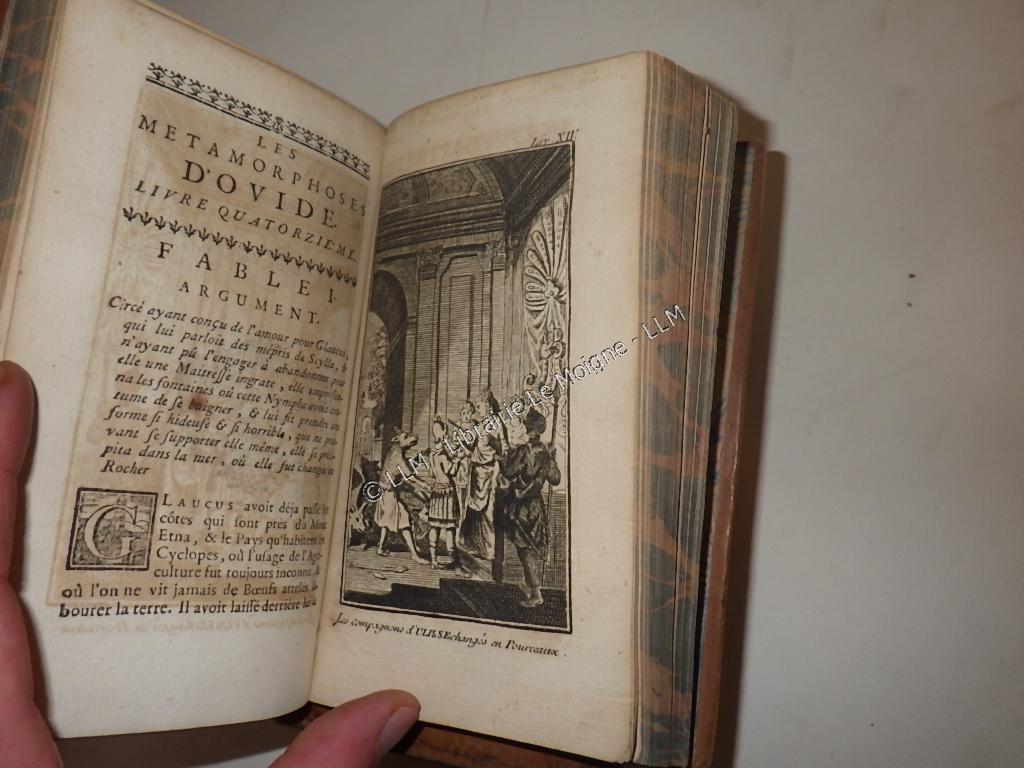 LES
METAMORPHOSES
D'OVIDE.
LIVRE QUATORZIEME.
FABLE I.
ARGUMENT.
Circé ayant conçu de l'amour pour Glaucus,
qui lui parloit des mépris de Scylla, &
n'ayant pû l'engager à abandonner pour
elle une Maitresse ingrate, elle empoison-
na les fontaines où cette Nymphe avoit coû-
tume de se baigner, & lui fit prendre une
forme si hideuse & si horrible, que ne pou-
vant se supporter elle même, elle se préci-
pita dans la mer, où elle fut changée en
Rocher
GLAUCUS avoit déja passé les
côtes qui sont près du Mont
Etna, & le Pays qu'habitent les
Cyclopes, où l'usage de l'Agri-
culture fut toujours inconnu, &
où l'on ne vit jamais de Bœufs atteles
bourer la terre. Il avoit laissé derriére lui
Liv. XIV
Les compagnons d'ULISSE changés en Pourceaux.
© LLM - Librairie Le Moigne - LLM